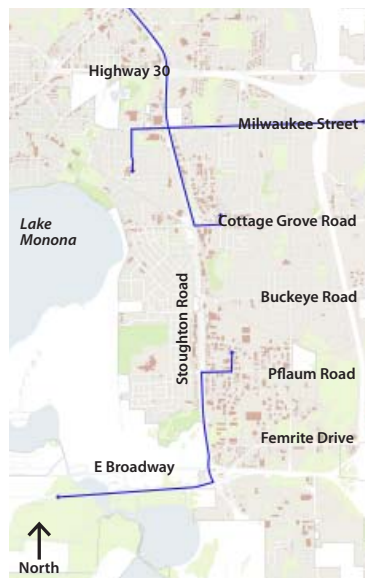 Highway 30
Milwaukee Street
Lake
Monona
Cottage Grove Road
Stoughton Road
Buckeye Road
Pflaum Road
Femrite Drive
E Broadway
North